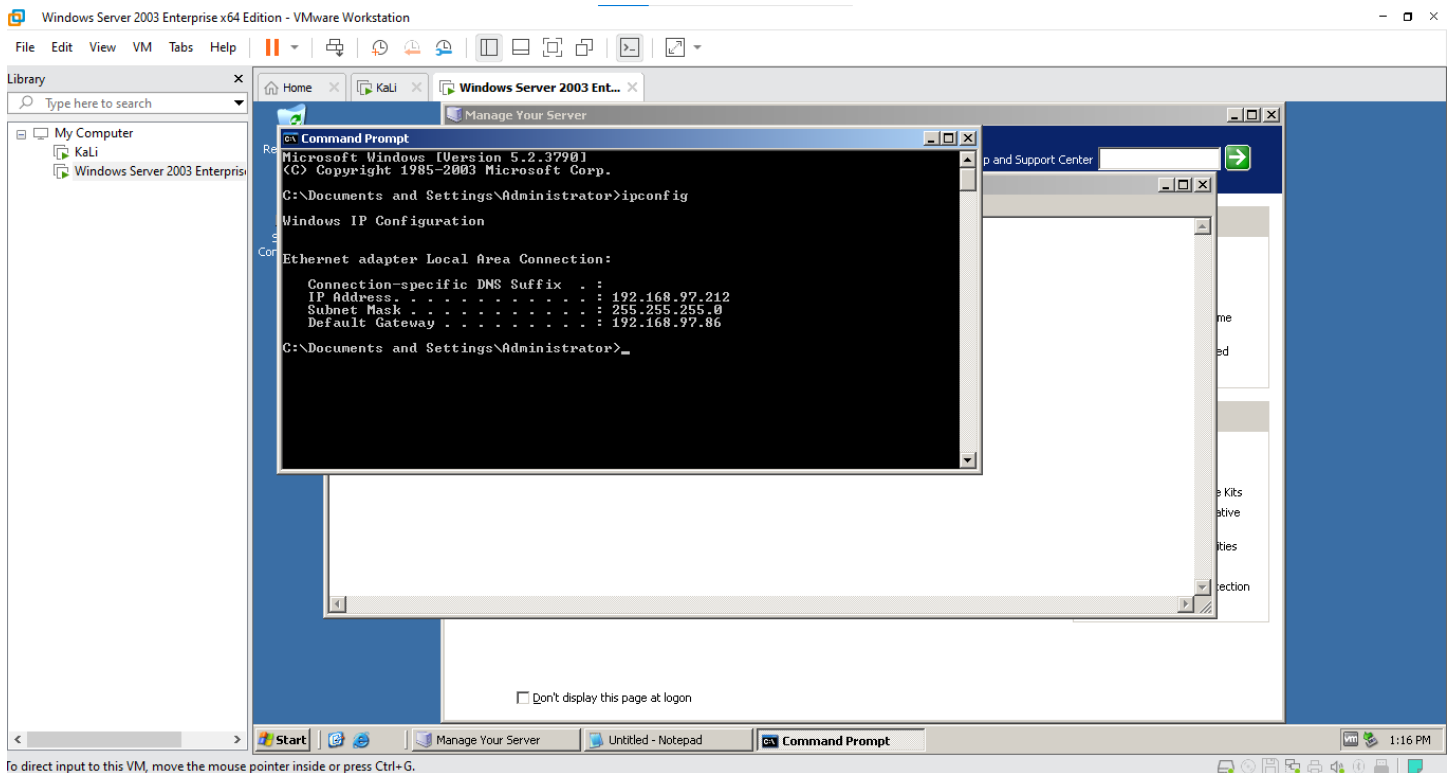 Windows Server 2003 Enterprise x64 Edition - VMware Workstation
File Edit View VM Tabs Help
Library
Type here to search
My Computer
KaLi
Windows Server 2003 Enterpris
Home
KaLi
Windows Server 2003 Ent...
Manage Your Server
p and Support Center
Command Prompt
Microsoft Windows [Version 5.2.3790]
(C) Copyright 1985-2003 Microsoft Corp.
C:\Documents and Settings\Administrator>ipconfig
Windows IP Configuration
Ethernet adapter Local Area Connection:
Connection-specific DNS Suffix . :
IP Address. . . . . . . . . . . . : 192.168.97.212
Subnet Mask . . . . . . . . . . . : 255.255.255.0
Default Gateway . . . . . . . . . : 192.168.97.86
C:\Documents and Settings\Administrator>_
Re
S
Cor
me
ed
e Kits
ative
ities
tection
Don't display this page at logon
Start
Manage Your Server
Untitled - Notepad
Command Prompt
1:16 PM
To direct input to this VM, move the mouse pointer inside or press Ctrl+G.